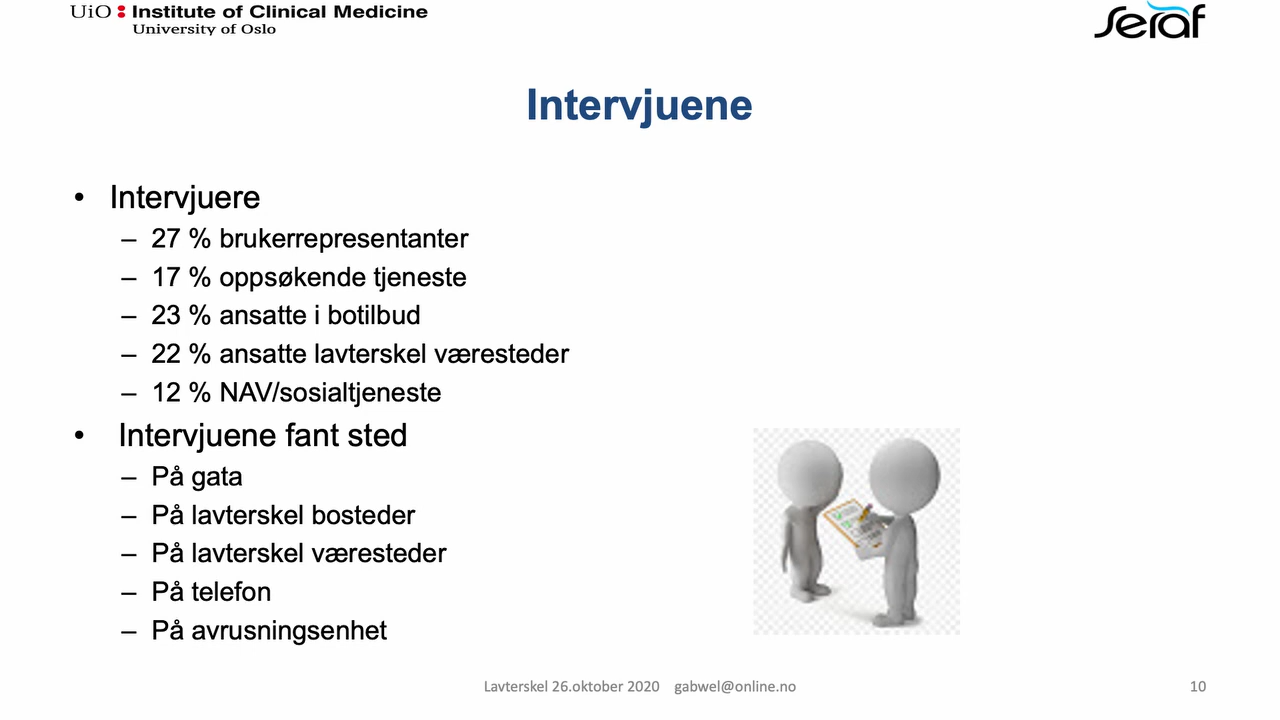 UiO Institute of Clinical Medicine
University of Oslo
seraf
Intervjuene
• Intervjuere
– 27 % brukerrepresentanter
– 17 % oppsøkende tjeneste
– 23 % ansatte i botilbud
– 22 % ansatte lavterskel væresteder
– 12 % NAV/sosialtjeneste
• Intervjuene fant sted
– På gata
– På lavterskel bosteder
– På lavterskel væresteder
– På telefon
– På avrusningsenhet
Lavterskel 26.oktober 2020 gabwel@online.no 10